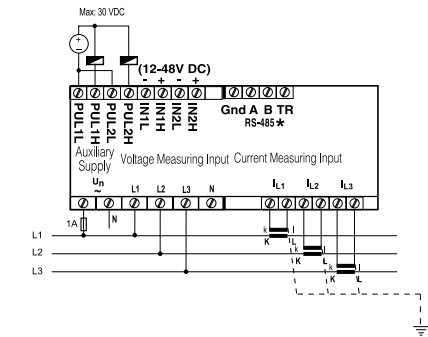 Max: 30 VDC
+
−
(12-48V DC)
- + - +
PUL1L PUL1H PUL2L PUL2H IN1L IN1H IN2L IN2H
Gnd A B TR
RS-485 *
Auxiliary Supply
Voltage Measuring Input
Current Measuring Input
Un
~
L1 L2 L3 N
IL1 IL2 IL3
1A
N
L1
k l
K L
L2
k l
K L
L3
k l
K L